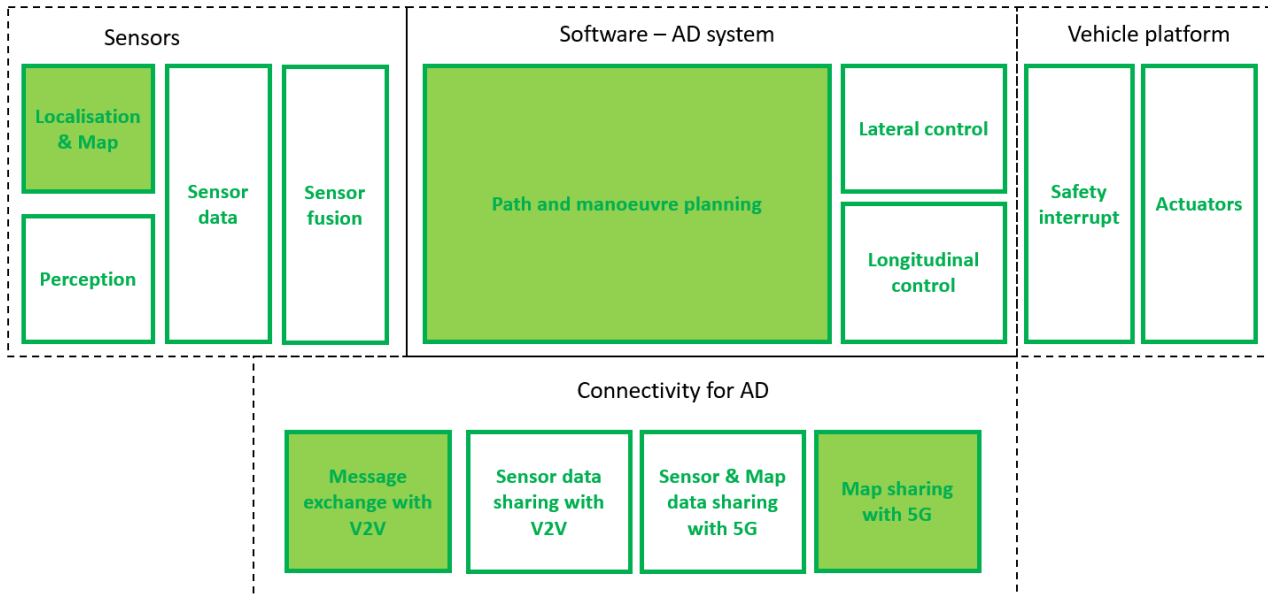 Sensors
Localisation
& Map
Perception
Sensor
data
Sensor
fusion
Software – AD system
Path and manoeuvre planning
Lateral control
Longitudinal
control
Vehicle platform
Safety
interrupt
Actuators
Connectivity for AD
Message
exchange with
V2V
Sensor data
sharing with
V2V
Sensor & Map
data sharing
with 5G
Map sharing
with 5G